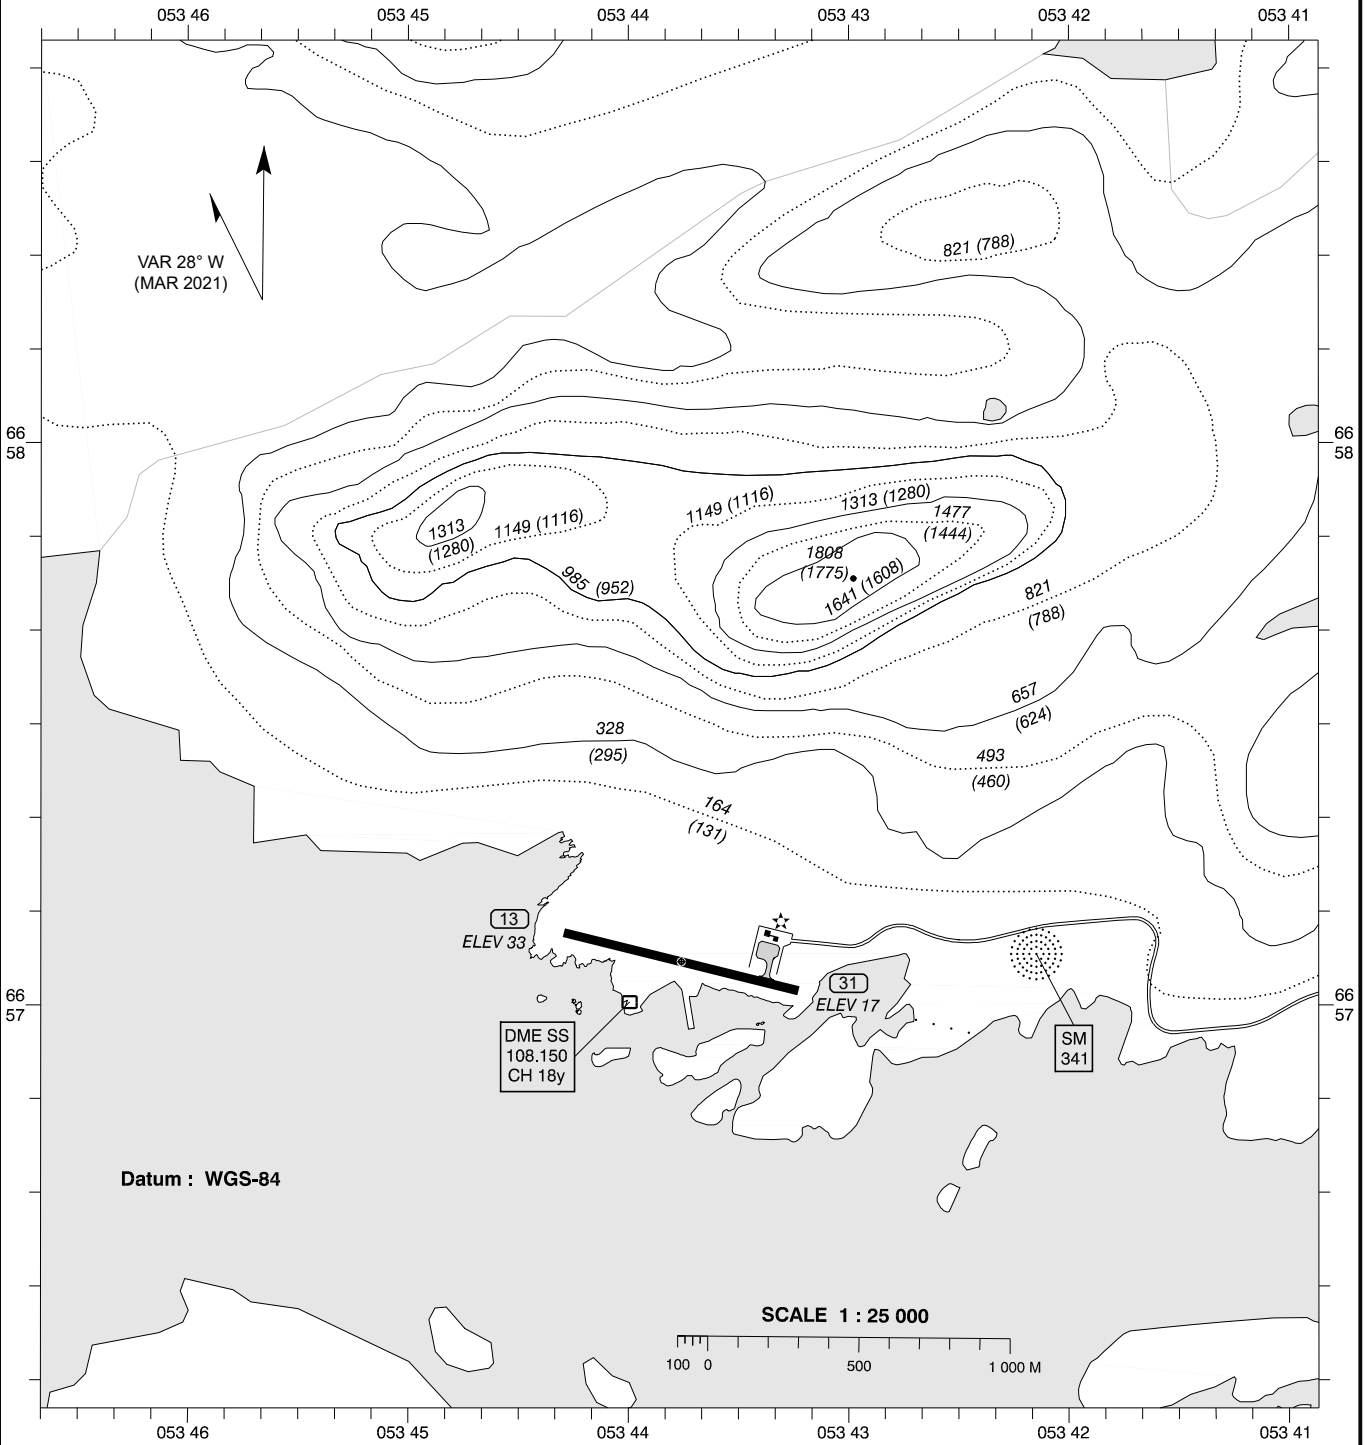 053 46 053 45 053 44 053 43 053 42 053 41
VAR 28° W
(MAR 2021)
821 (788)
66
58
66
58
1313
(1280)
1149 (1116)
1149 (1116)
1313 (1280)
1477
(1444)
1808
(1775)
1641 (1608)
985 (952)
821
(788)
657
(624)
328
(295)
493
(460)
164
(131)
13
ELEV 33
31
ELEV 17
66
57
66
57
DME SS
108.150
CH 18y
SM
341
Datum : WGS-84
SCALE 1 : 25 000
100 0 500 1 000 M
053 46 053 45 053 44 053 43 053 42 053 41